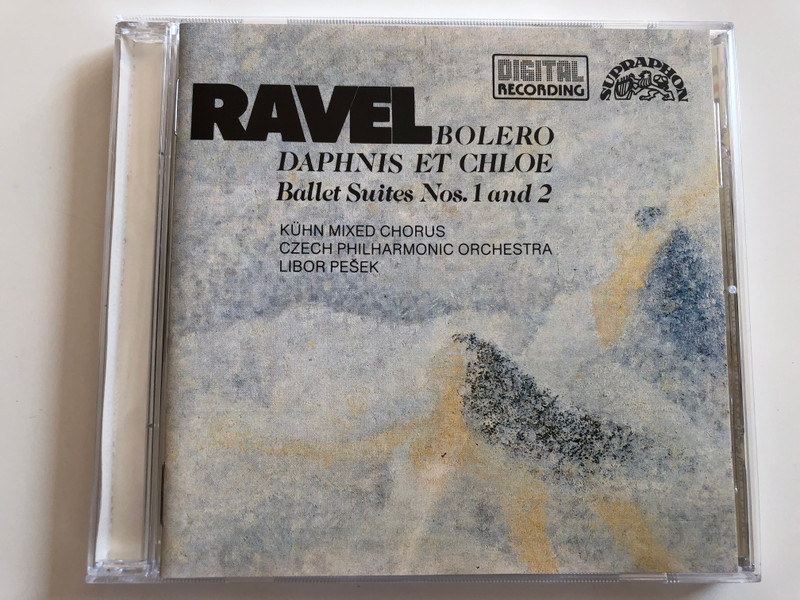 DIGITAL
RECORDING
SUPRAPHON
RAVEL
BOLERO
DAPHNIS ET CHLOE
Ballet Suites Nos. 1 and 2
KÜHN MIXED CHORUS
CZECH PHILHARMONIC ORCHESTRA
LIBOR PEŠEK